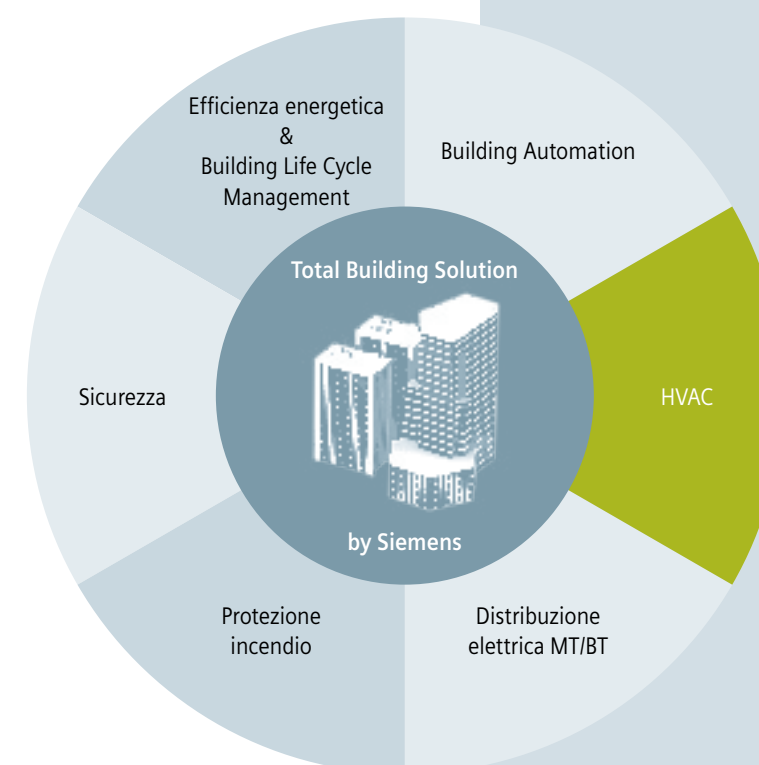 Efficienza energetica
&
Building Life Cycle
Management
Building Automation
Total Building Solution
Sicurezza
HVAC
by Siemens
Protezione
incendio
Distribuzione
elettrica MT/BT